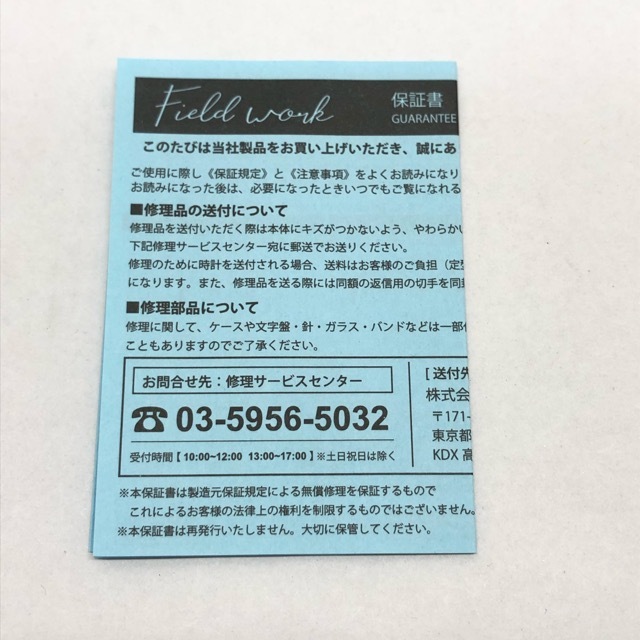 Field work
保証書
GUARANTEE
このたびは当社製品をお買い上げいただき、誠にあ
ご使用に際し《保証規定》と《注意事項》をよくお読みになり
お読みになった後は、必要になったときいつでもご覧になれる
■修理品の送付について
修理品を送付いただく際は本体にキズがつかないよう、やわらかい
下記修理サービスセンター宛に郵送でお送りください。
修理のために時計を送付される場合、送料はお客様のご負担（定
になります。また、修理品を送る際には同額の返信用の切手を同
■修理部品について
修理に関して、ケースや文字盤・針・ガラス・バンドなどは一部
こともありますのでご了承ください。
お問合せ先：修理サービスセンター
☎ 03-5956-5032
受付時間【 10:00~12:00 13:00~17:00 】※土日祝日は除く
[ 送付先
株式会
〒171-
東京都
KDX 高
※本保証書は製造元保証規定による無償修理を保証するもので
これによるお客様の法律上の権利を制限するものではございません。
※本保証書は再発行いたしません。大切に保管してください。